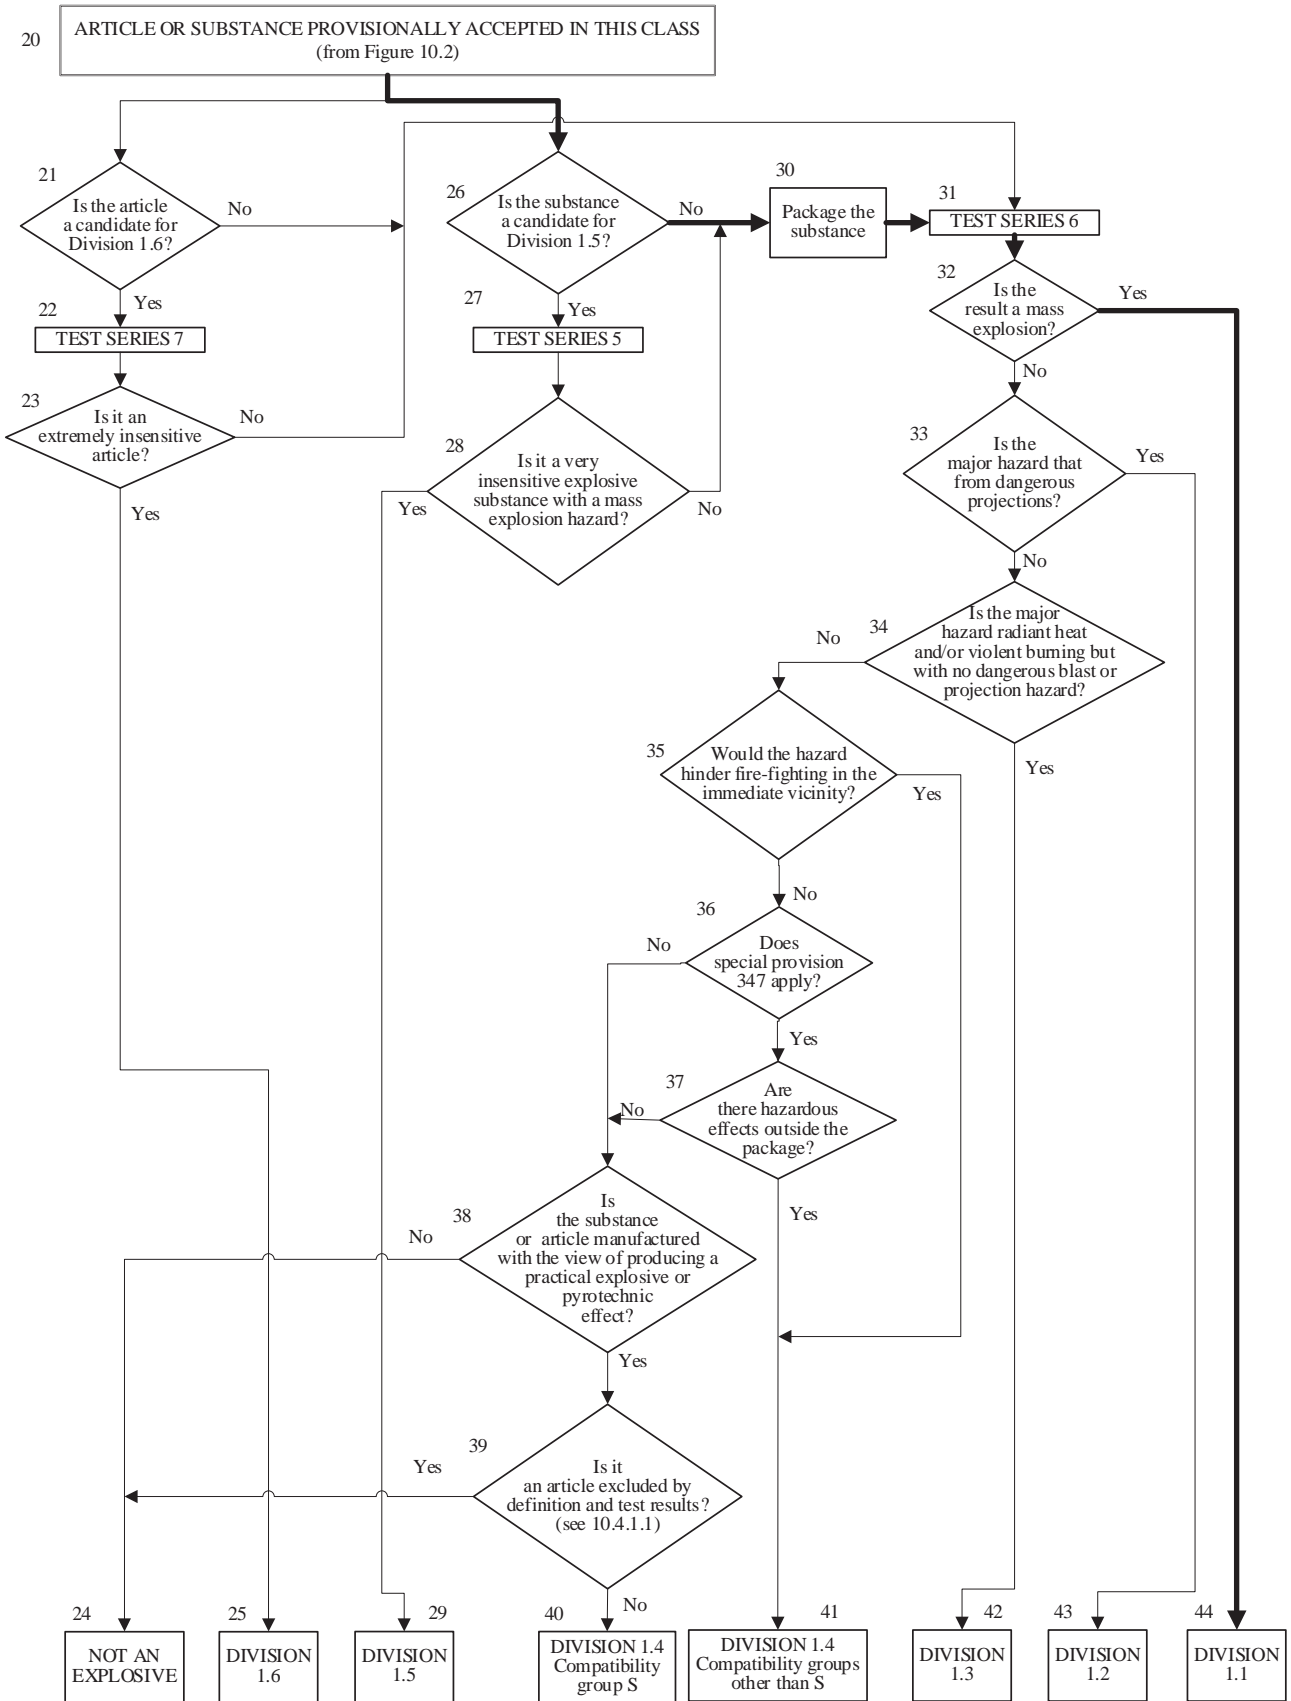 20
ARTICLE OR SUBSTANCE PROVISIONALLY ACCEPTED IN THIS CLASS
(from Figure 10.2)
21
Is the article
a candidate for
Division 1.6?
No
Yes
22
TEST SERIES 7
23
Is it an
extremely insensitive
article?
No
Yes
26
Is the substance
a candidate for
Division 1.5?
No
Yes
27
TEST SERIES 5
28
Is it a very
insensitive explosive
substance with a mass
explosion hazard?
Yes
No
30
Package the
substance
31
TEST SERIES 6
32
Is the
result a mass
explosion?
Yes
No
33
Is the
major hazard that
from dangerous
projections?
Yes
No
34
Is the major
hazard radiant heat
and/or violent burning but
with no dangerous blast or
projection hazard?
No
Yes
35
Would the hazard
hinder fire-fighting in the
immediate vicinity?
Yes
No
36
Does
special provision
347 apply?
No
Yes
37
Are
there hazardous
effects outside the
package?
No
Yes
38
Is
the substance
or article manufactured
with the view of producing a
practical explosive or
pyrotechnic
effect?
No
Yes
39
Is it
an article excluded by
definition and test results?
(see 10.4.1.1)
Yes
No
24
NOT AN
EXPLOSIVE
25
DIVISION
1.6
29
DIVISION
1.5
40
DIVISION 1.4
Compatibility
group S
41
DIVISION 1.4
Compatibility groups
other than S
42
DIVISION
1.3
43
DIVISION
1.2
44
DIVISION
1.1